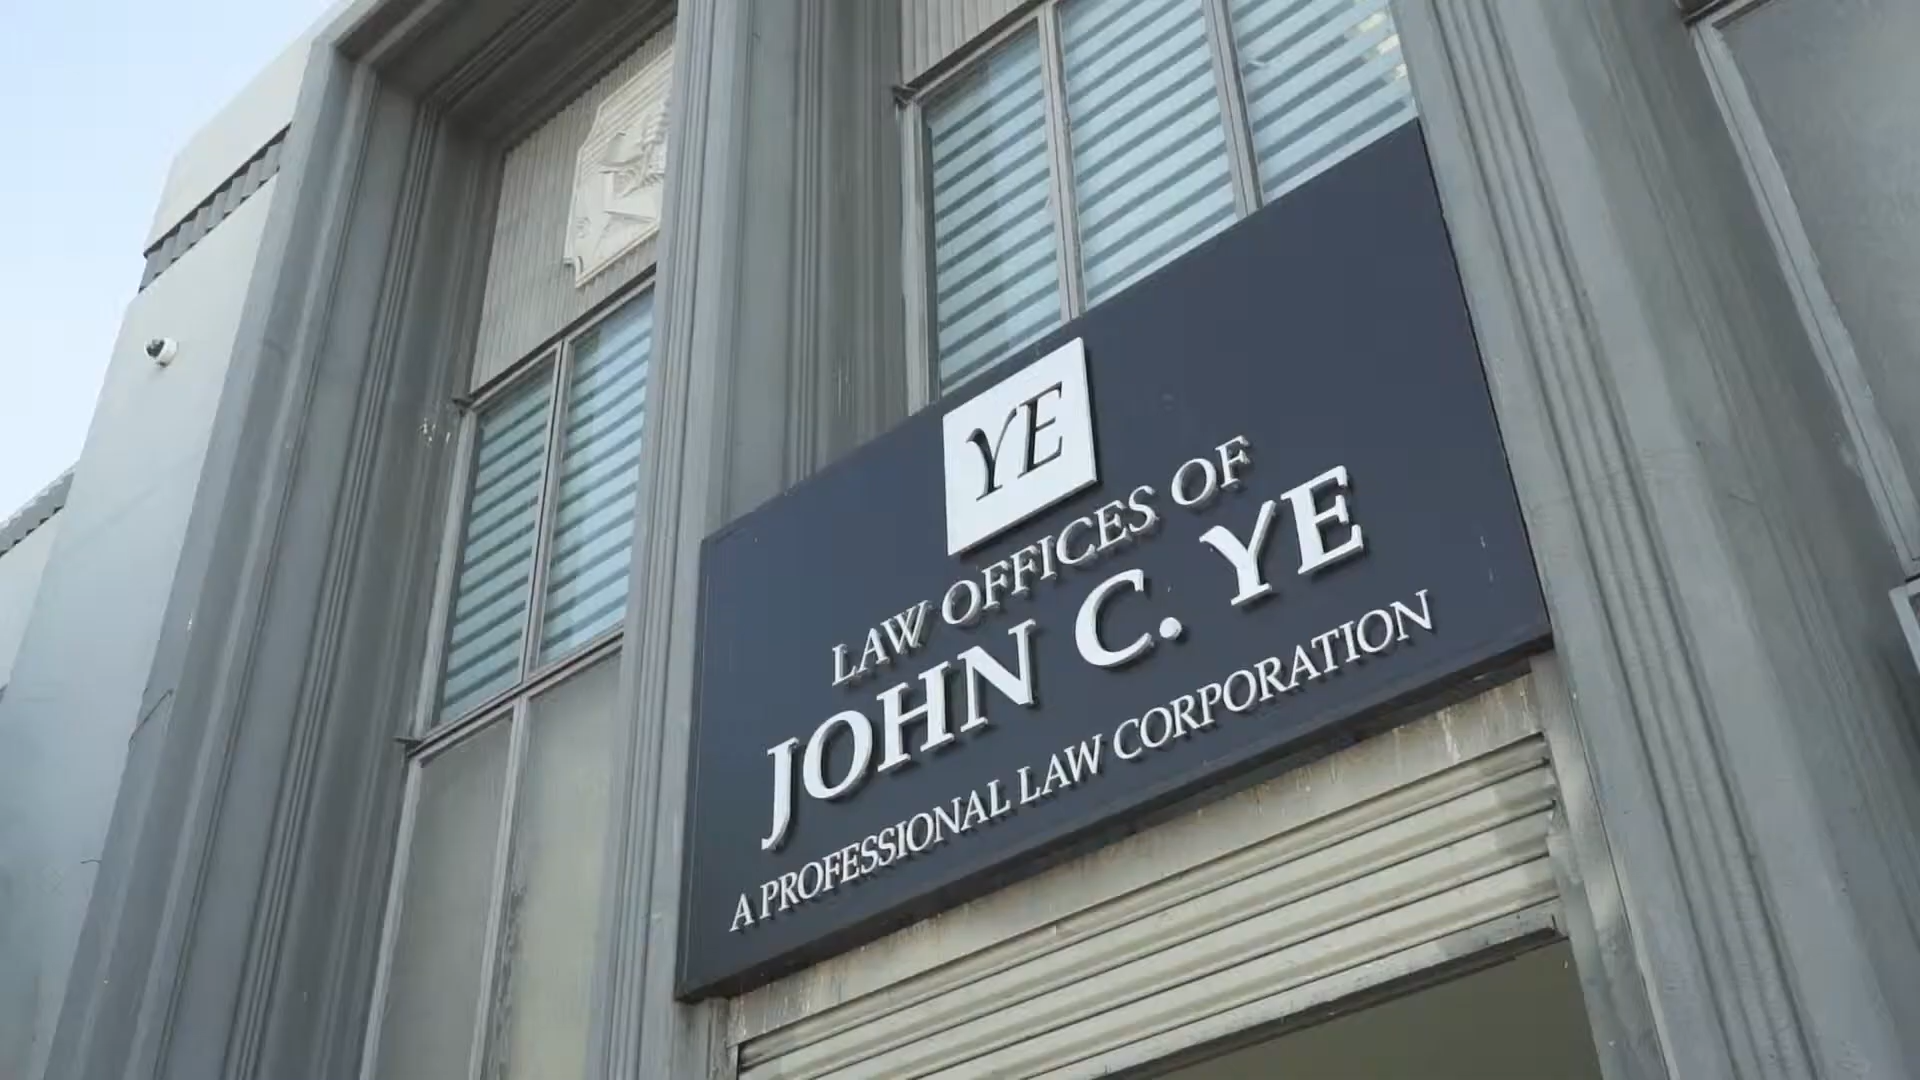 YE
LAW OFFICES OF
JOHN C. YE
A PROFESSIONAL LAW CORPORATION